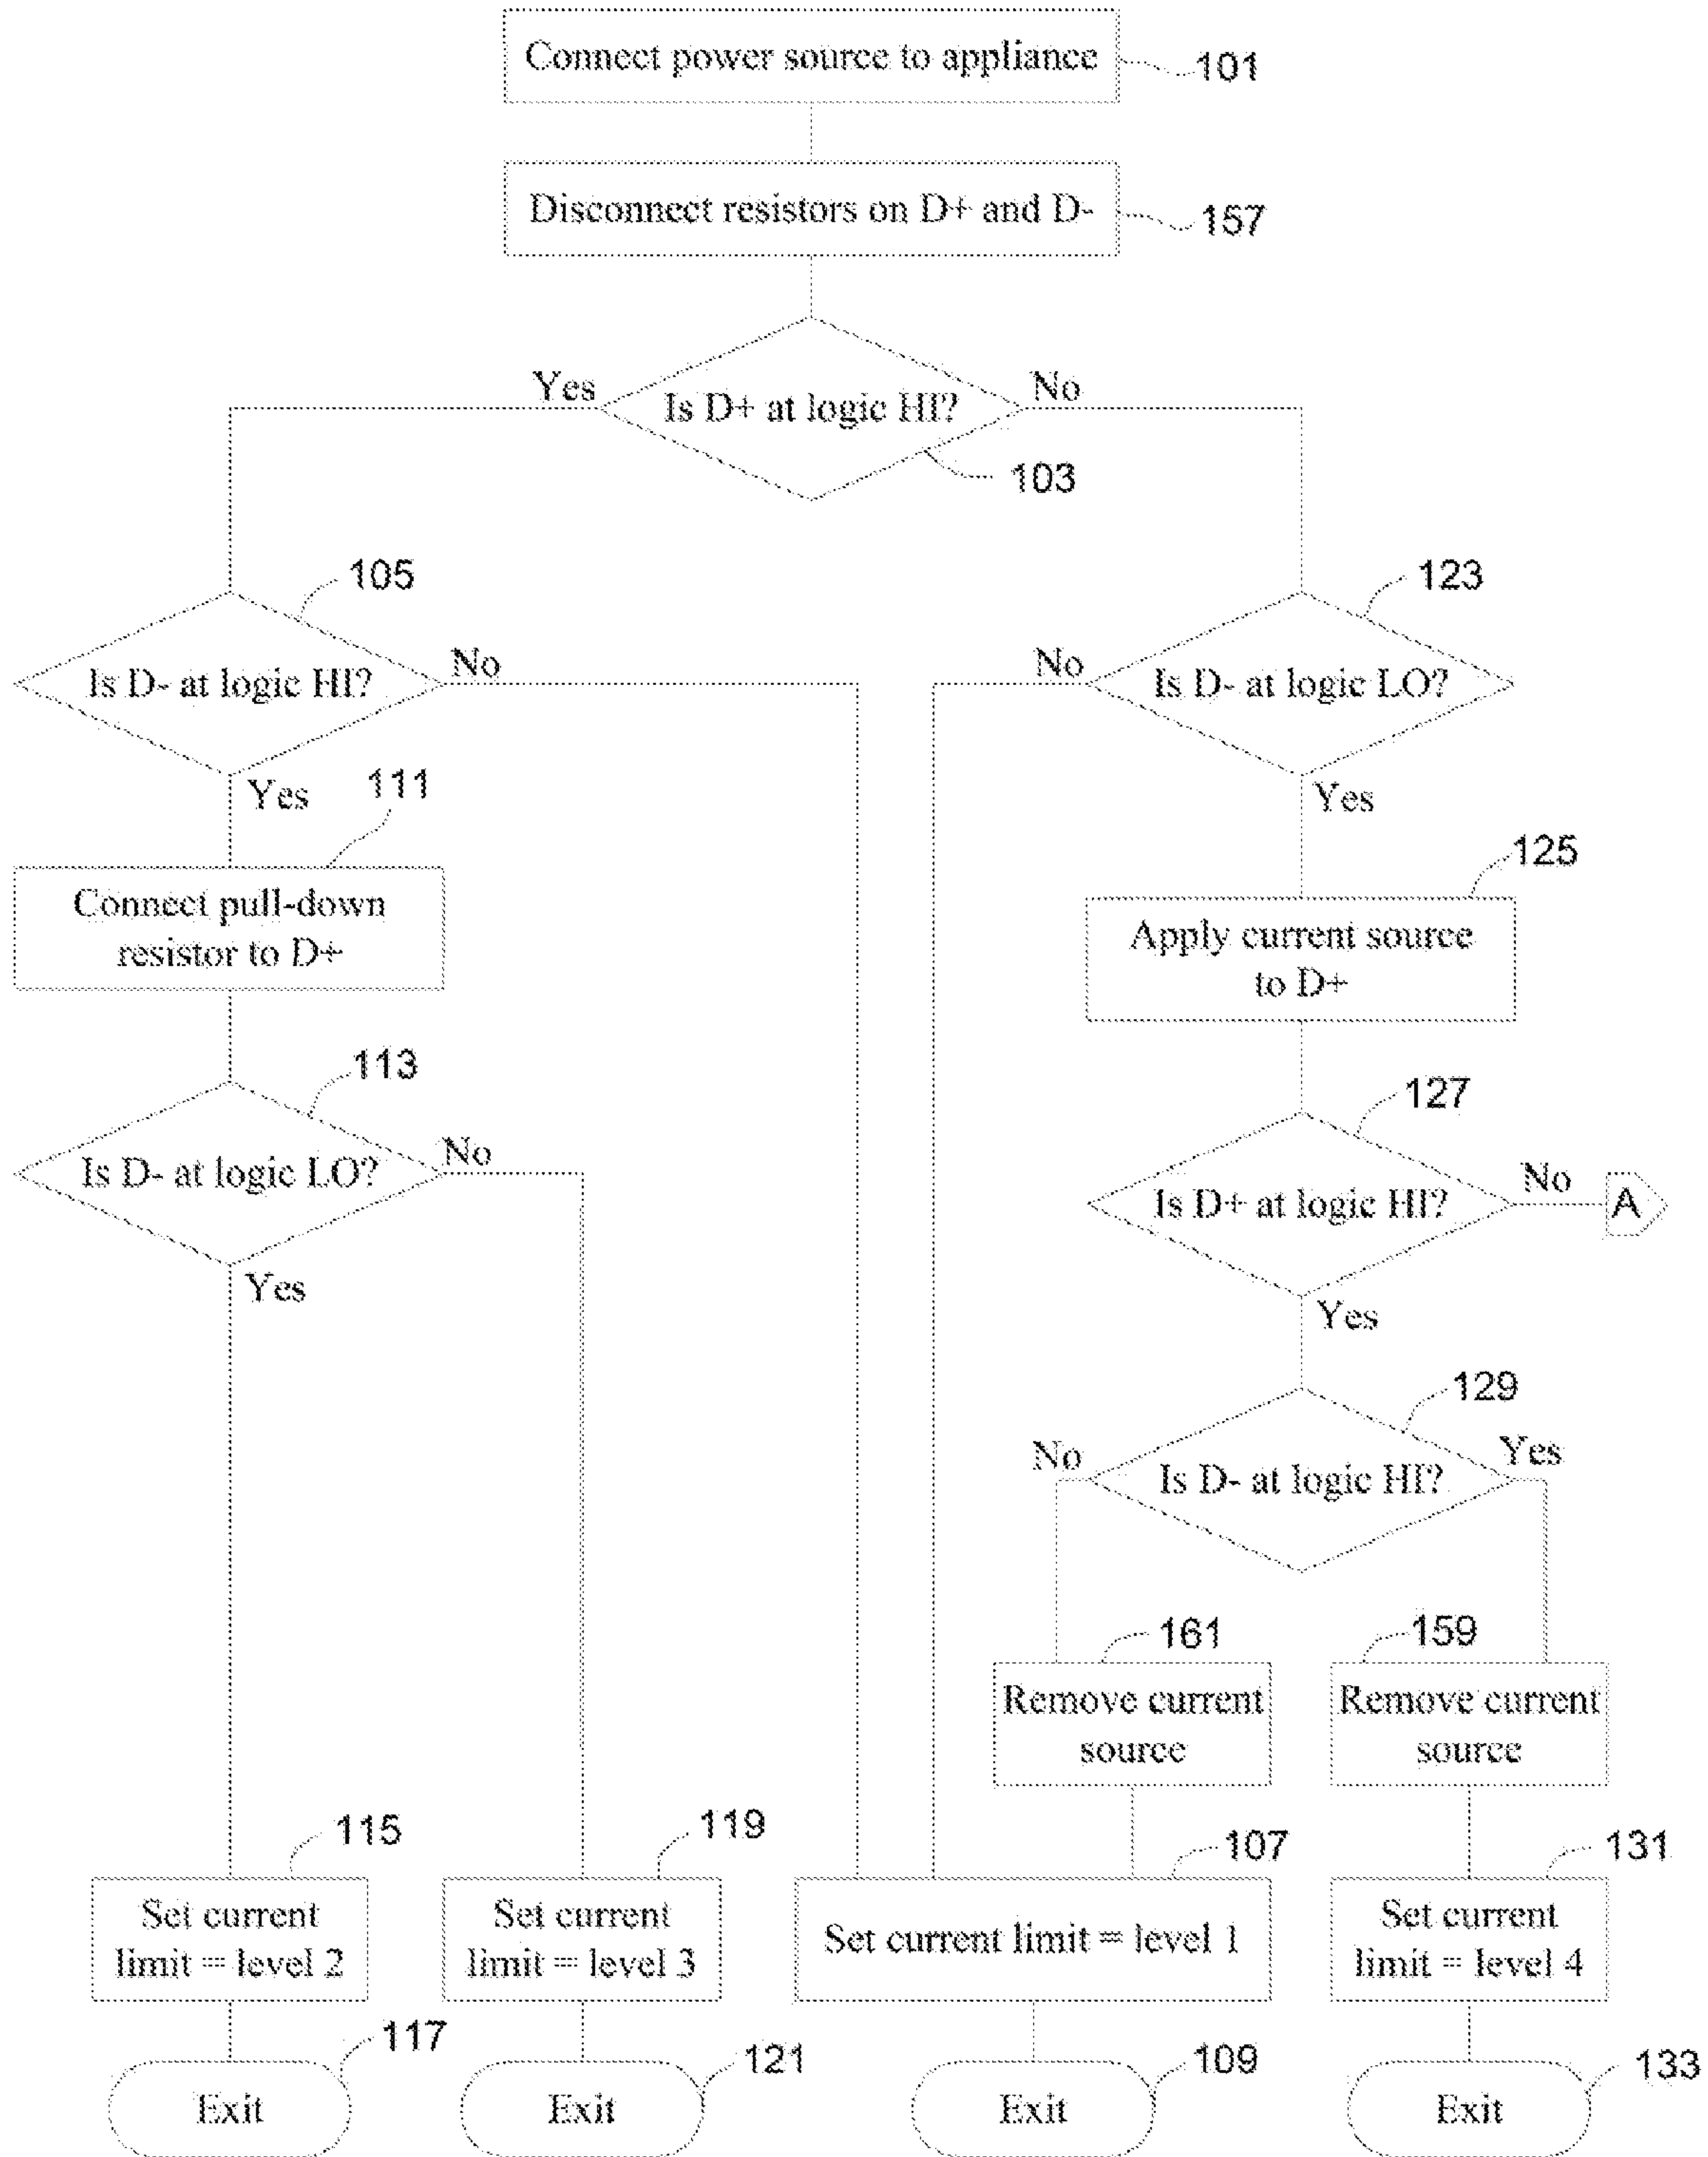 Connect power source to appliance
101
Disconnect resistors on D+ and D-
157
Yes
Is D+ at logic HI?
No
103
105
123
Is D- at logic HI?
No
No
Is D- at logic LO?
Yes
111
Yes
125
Connect pull-down
resistor to D+
Apply current source
to D+
113
127
Is D- at logic LO?
No
Is D+ at logic HI?
No
A
Yes
Yes
129
No
Is D- at logic HI?
Yes
161
159
Remove current
source
Remove current
source
115
119
107
131
Set current
limit = level 2
Set current
limit = level 3
Set current limit = level 1
Set current
limit = level 4
117
121
109
133
Exit
Exit
Exit
Exit